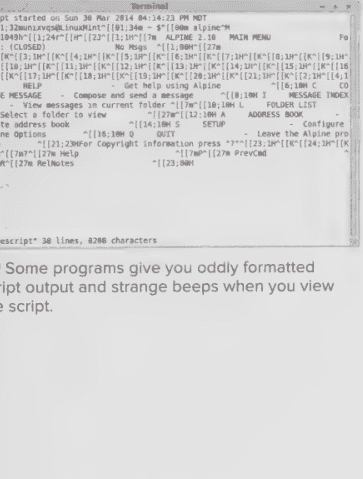 Terminal
pt started on Sun 30 Mar 2014 04:14:23 PM MDT
1;32munixvqs@LinuxMint^[[01;34m ~ $^[[00m alpine^M
1049h^[[1;24r^[[H^[[2J^[[1;1H^[[7m  ALPINE 2.10   MAIN MENU   Fo
: (CLOSED)   No Msgs  ^[[1;80H^[[27m
[K^[[3;1H^[[K^[[4;1H^[[K^[[5;1H^[[K^[[6;1H^[[K^[[7;1H^[[K^[[8;1H^[[K^[[9;1H^
[[10;1H^[[K^[[11;1H^[[K^[[12;1H^[[K^[[13;1H^[[K^[[14;1H^[[K^[[15;1H^[[K^[[16
[[K^[[17;1H^[[K^[[18;1H^[[K^[[19;1H^[[K^[[20;1H^[[K^[[21;1H^[[K^[[2;1H^[[4;1
HELP   -  Get help using Alpine   ^[[6;10H C   CO
E MESSAGE   -  Compose and send a message   ^[[8;10H I   MESSAGE INDEX
-  View messages in current folder ^[[7m^[[10;10H L   FOLDER LIST
Select a folder to view   ^[[27m^[[12;10H A   ADDRESS BOOK   -
te address book   ^[[14;10H S   SETUP   -  Configure
ne Options   ^[[16;10H Q   QUIT   -  Leave the Alpine pro
^[[21;23HFor Copyright information press "?"^[[23;1H^[[K^[[24;1H^[[K
^[[7m?^[[27m Help   ^[[7mP^[[27m PrevCmd   ^
R^[[27m RelNotes   ^[[23;80H
escript" 30 lines, 8208 characters
Some programs give you oddly formatted
ript output and strange beeps when you view
e script.